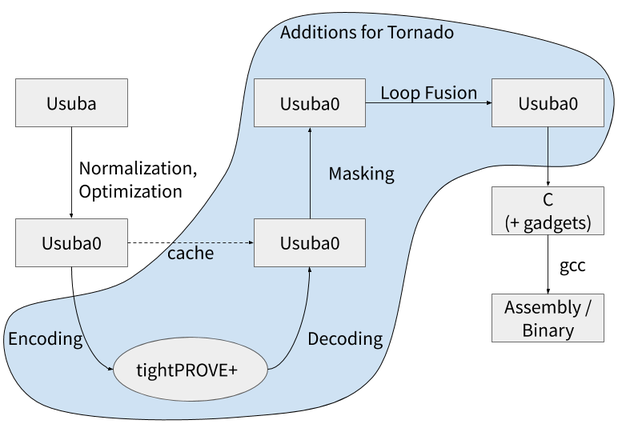 Additions for Tornado
Usuba
Usuba0
Loop Fusion
Usuba0
Normalization,
Optimization
Masking
C
(+ gadgets)
Usuba0
cache
Usuba0
gcc
Encoding
tightPROVE+
Decoding
Assembly /
Binary